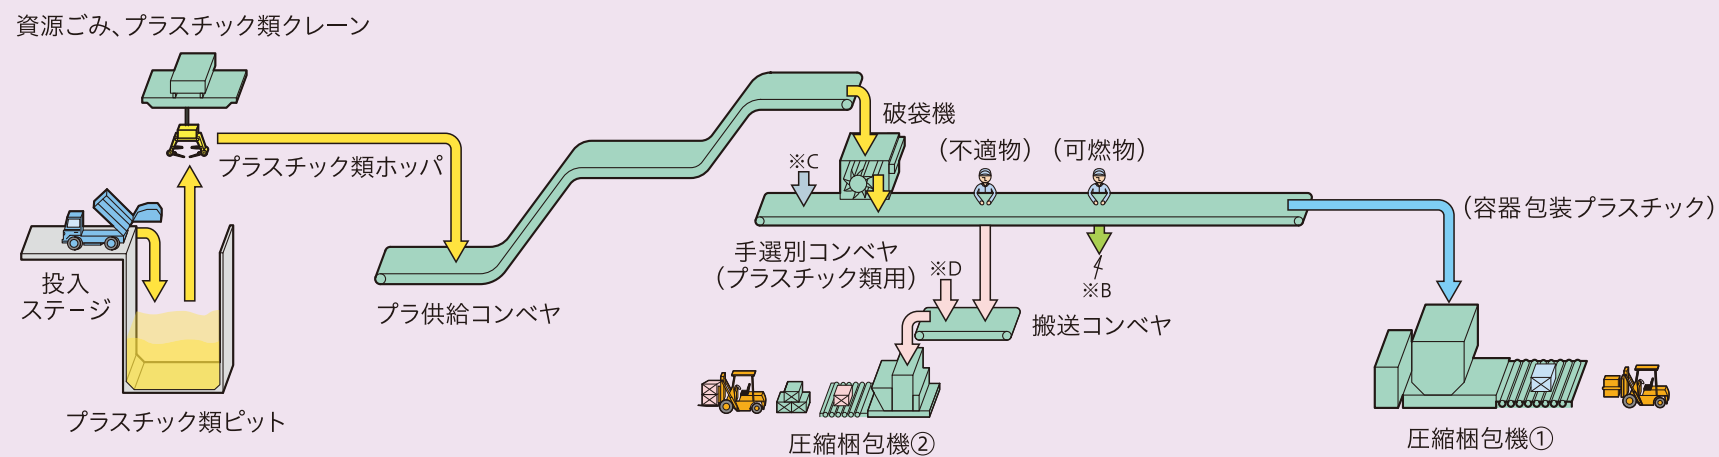 資源ごみ、プラスチック類クレーン
破袋機
(不適物)
(可燃物)
プラスチック類ホッパ
※C
(容器包装プラスチック)
手選別コンベヤ
(プラスチック類用)
※D
投入
ステージ
※B
プラ供給コンベヤ
搬送コンベヤ
プラスチック類ピット
圧縮梱包機②
圧縮梱包機①